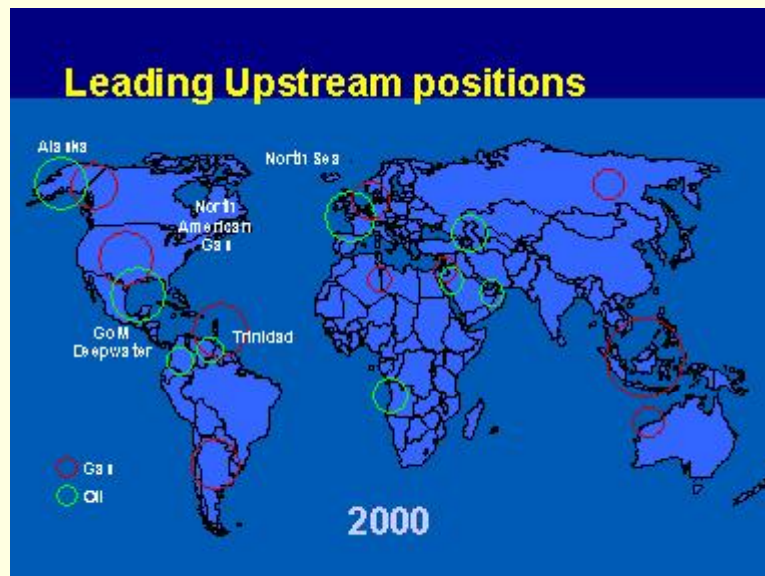 Leading Upstream positions
Alaska
North Sea
North
American
Gas
GoM
Deepwater
Trinidad
Gas
Oil
2000